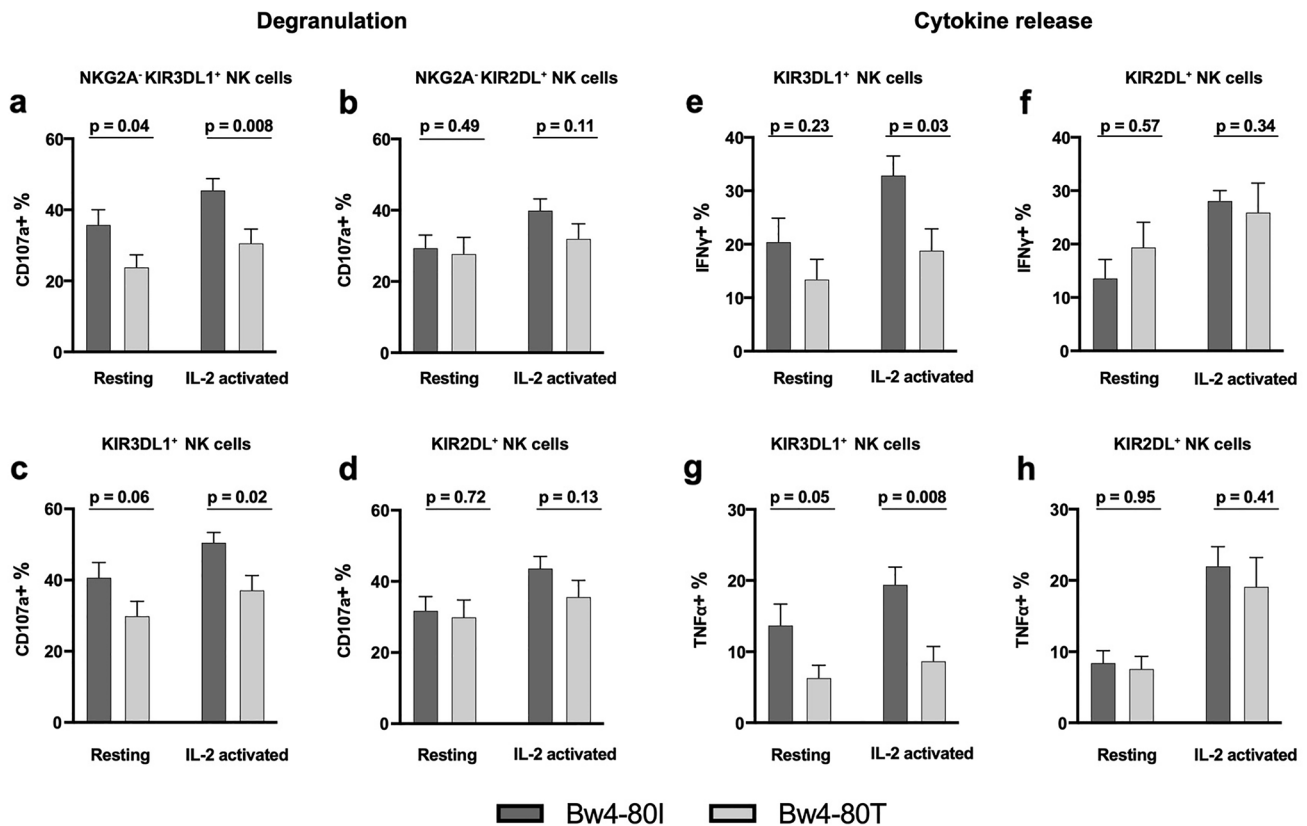 Degranulation
Cytokine release
a
NKG2A- KIR3DL1+ NK cells
p = 0.04
p = 0.008
CD107a+ %
60
40
20
0
Resting
IL-2 activated
b
NKG2A- KIR2DL+ NK cells
p = 0.49
p = 0.11
CD107a+ %
60
40
20
0
Resting
IL-2 activated
e
KIR3DL1+ NK cells
p = 0.23
p = 0.03
IFNγ+ %
40
30
20
10
0
Resting
IL-2 activated
f
KIR2DL+ NK cells
p = 0.57
p = 0.34
IFNγ+ %
40
30
20
10
0
Resting
IL-2 activated
c
KIR3DL1+ NK cells
p = 0.06
p = 0.02
CD107a+ %
60
40
20
0
Resting
IL-2 activated
d
KIR2DL+ NK cells
p = 0.72
p = 0.13
CD107a+ %
60
40
20
0
Resting
IL-2 activated
g
KIR3DL1+ NK cells
p = 0.05
p = 0.008
TNFα+ %
30
20
10
0
Resting
IL-2 activated
h
KIR2DL+ NK cells
p = 0.95
p = 0.41
TNFα+ %
30
20
10
0
Resting
IL-2 activated
Bw4-80I
Bw4-80T